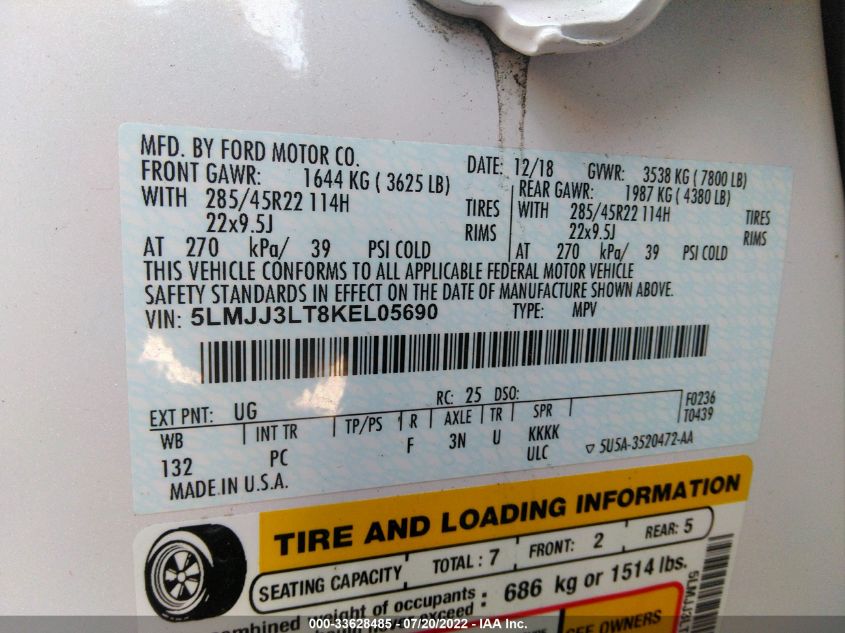 MFD. BY FORD MOTOR CO.
DATE: 12/18 GVWR: 3538 KG ( 7800 LB)
FRONT GAWR: 1644 KG ( 3625 LB)
REAR GAWR: 1987 KG ( 4380 LB)
WITH 285/45R22 114H TIRES
WITH 285/45R22 114H TIRES
22x9.5J RIMS
22x9.5J RIMS
AT 270 kPa/ 39 PSI COLD
AT 270 kPa/ 39 PSI COLD
THIS VEHICLE CONFORMS TO ALL APPLICABLE FEDERAL MOTOR VEHICLE
SAFETY STANDARDS IN EFFECT ON THE DATE OF MANUFACTURE SHOWN ABOVE.
VIN: 5LMJJ3LT8KEL05690 TYPE: MPV
EXT PNT: UG RC: 25 DSO: F0236
T0439
WB INT TR TP/PS R AXLE TR SPR
132 PC F 3N U KKKK
ULC 5U5A-3520472-AA
MADE IN U.S.A.
TIRE AND LOADING INFORMATION
SEATING CAPACITY TOTAL : 7 FRONT: 2 REAR: 5
weight of occupants
exceed : 686 kg or 1514 lbs.
SEE OWNERS
000-33628485 - 07/20/2022 - IAA Inc.